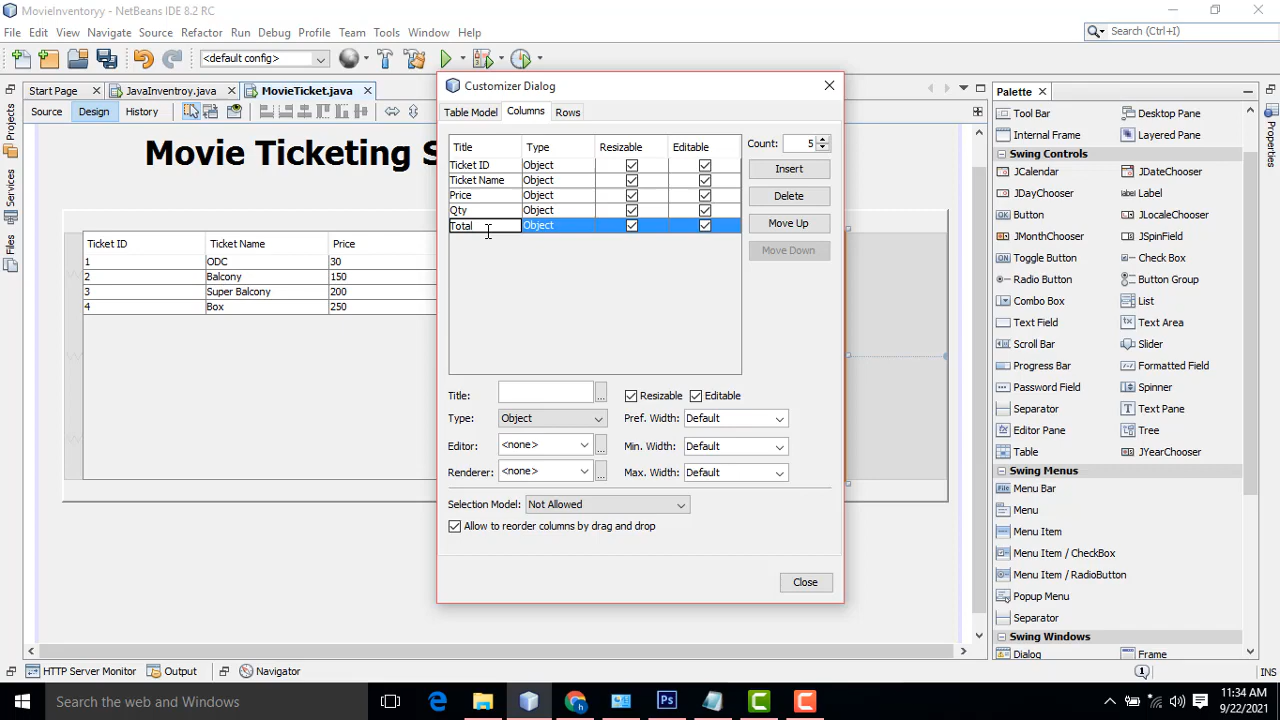 MovieInventoryy - NetBeans IDE 8.2 RC
File Edit View Navigate Source Refactor Run Debug Profile Team Tools Window Help
Search (Ctrl+I)
<default config>
Start Page JavaInventroy.java MovieTicket.java
Source Design History
Projects
Services
Files
Movie Ticketing S
Ticket ID Ticket Name Price
1 ODC 30
2 Balcony 150
3 Super Balcony 200
4 Box 250
Customizer Dialog
Table Model Columns Rows
Title Type Resizable Editable
Ticket ID Object
Ticket Name Object
Price Object
Qty Object
Total Object
Count: 5
Insert
Delete
Move Up
Move Down
Title: ... Resizable Editable
Type: Object Pref. Width: Default
Editor: <none> ... Min. Width: Default
Renderer: <none> ... Max. Width: Default
Selection Model: Not Allowed
Allow to reorder columns by drag and drop
Close
Palette
Tool Bar Desktop Pane
Internal Frame Layered Pane
Swing Controls
JCalendar JDateChooser
JDayChooser Label
Button JLocaleChooser
JMonthChooser JSpinField
Toggle Button Check Box
Radio Button Button Group
Combo Box List
Text Field Text Area
Scroll Bar Slider
Progress Bar Formatted Field
Password Field Spinner
Separator Text Pane
Editor Pane Tree
Table JYearChooser
Swing Menus
Menu Bar
Menu
Menu Item
Menu Item / CheckBox
Menu Item / RadioButton
Popup Menu
Separator
Swing Windows
Dialog Frame
Properties
HTTP Server Monitor Output Navigator
1 INS
Search the web and Windows
11:34 AM
9/22/2021